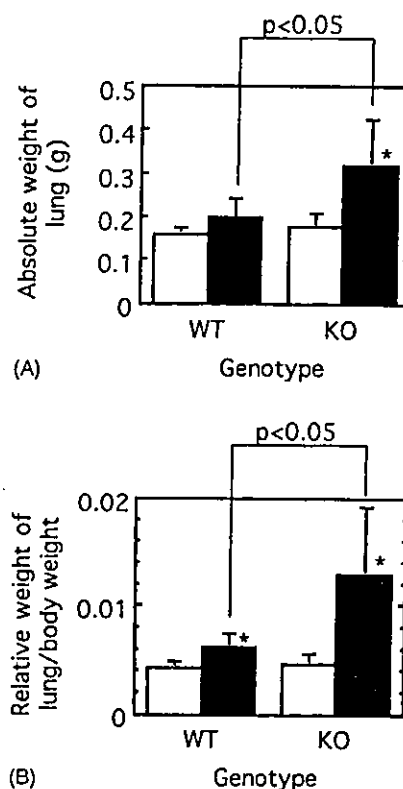 p<0.05
Absolute weight of
lung (g)
0.5
0.4
0.3
0.2
0.1
0
*
WT KO
(A) Genotype
p<0.05
Relative weight of
lung/body weight
0.02
0.01
0
* *
WT KO
(B) Genotype